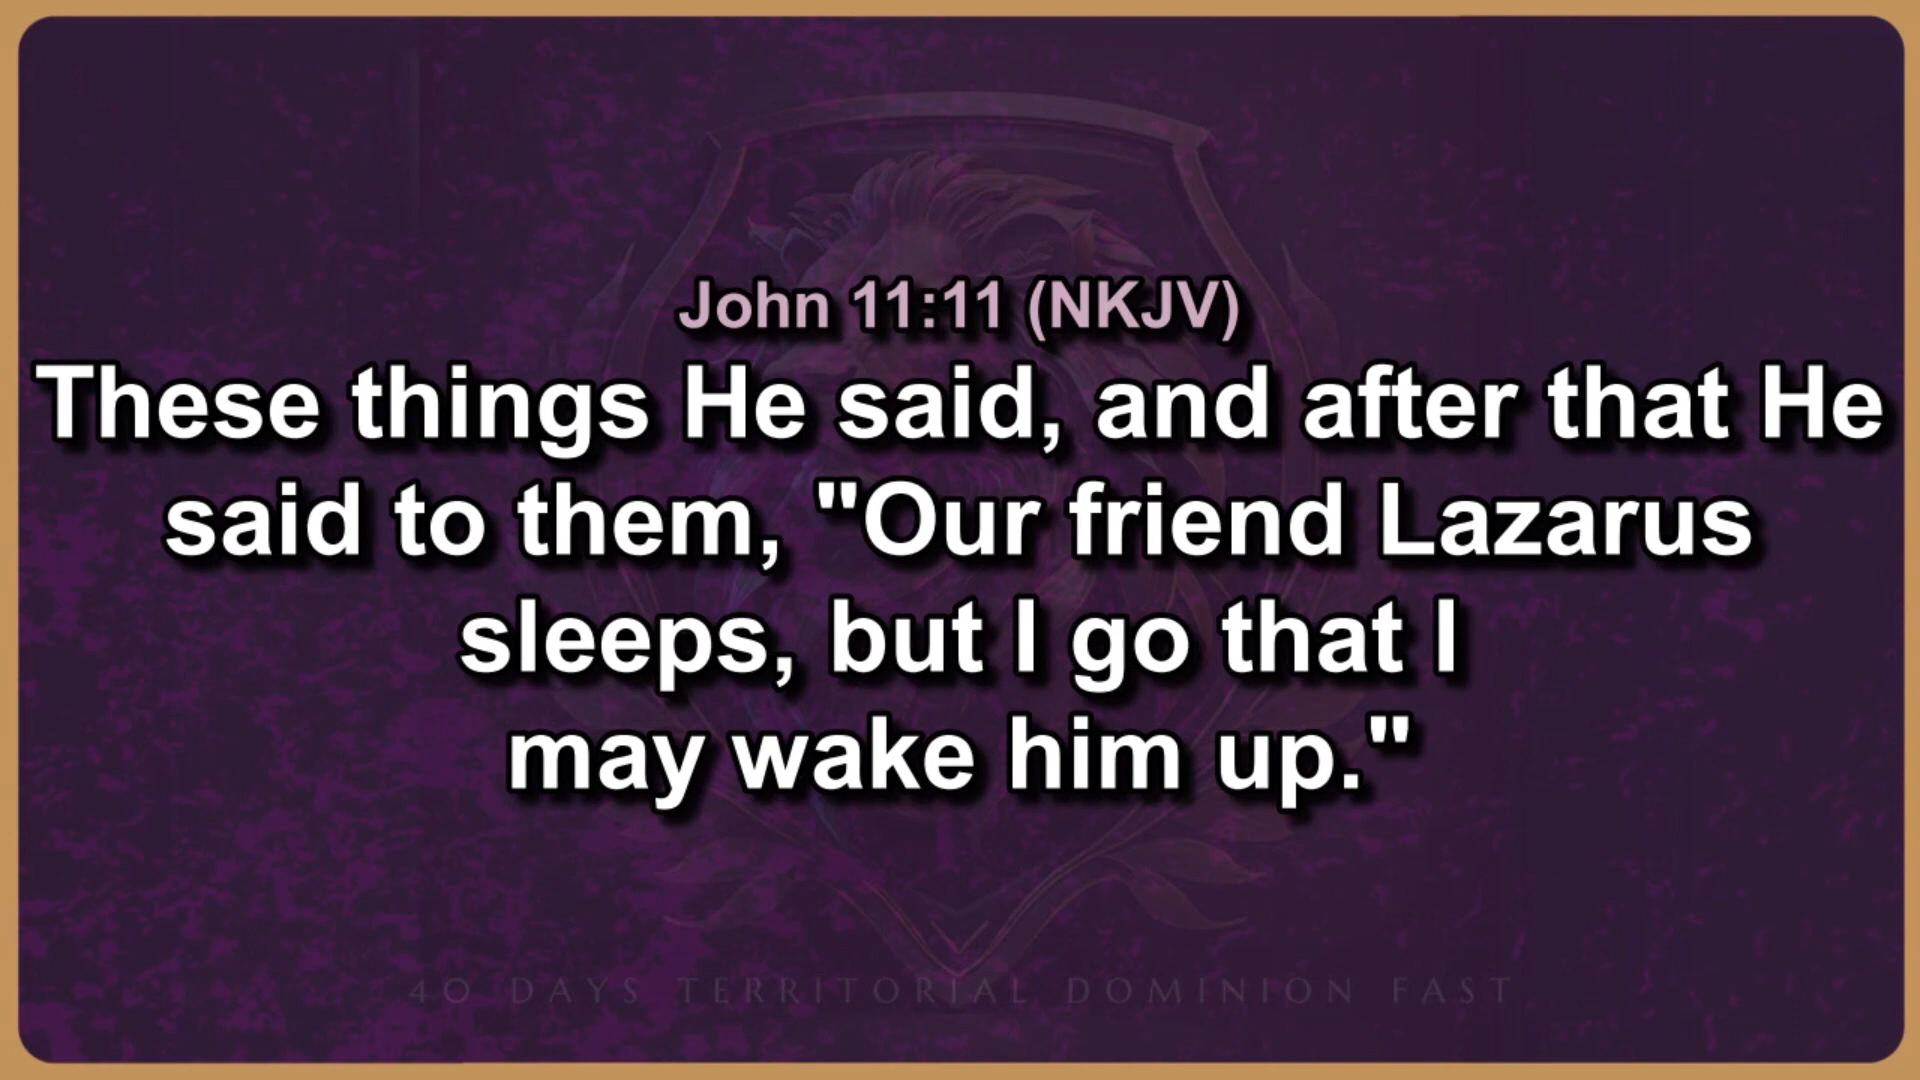 John 11:11 (NKJV)
These things He said, and after that He
said to them, "Our friend Lazarus
sleeps, but I go that I
may wake him up."
40 DAYS TERRITORIAL DOMINION FAST